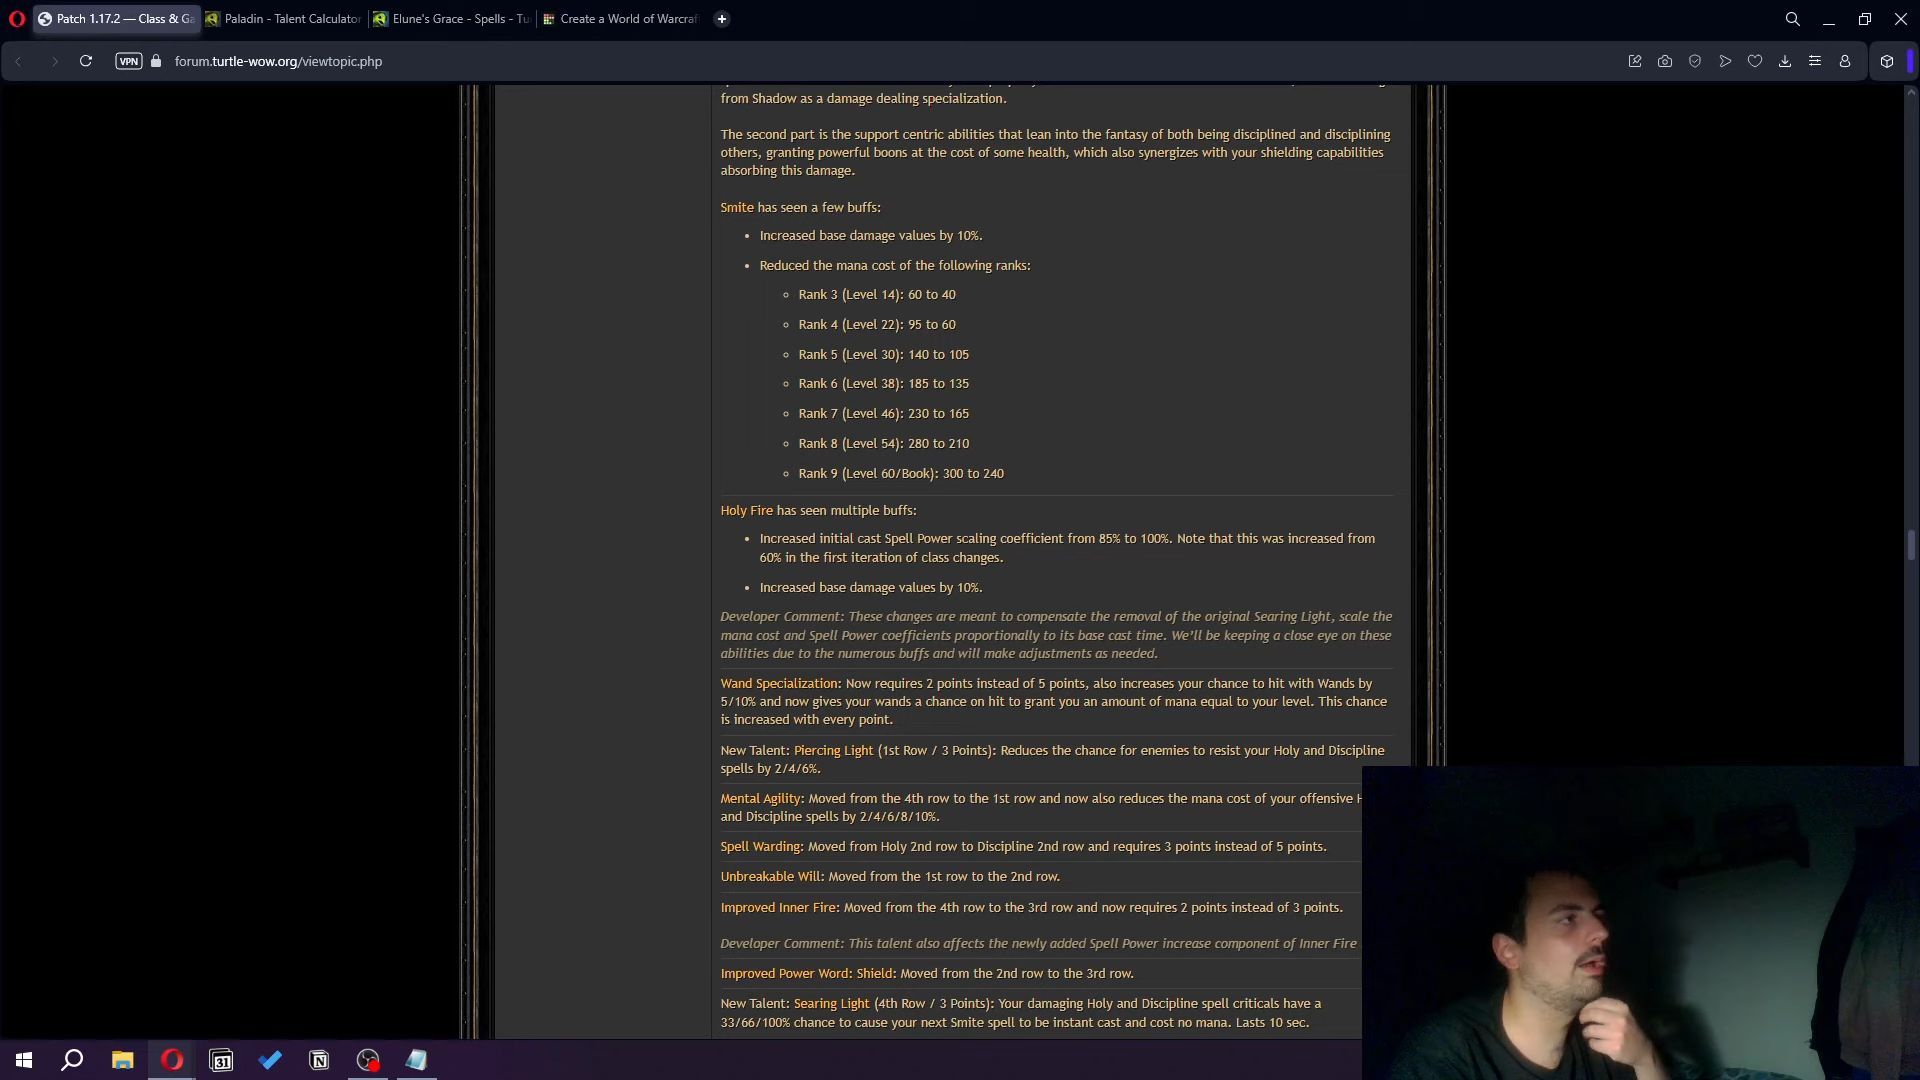 Patch 1.17.2 — Class & Ga
Paladin - Talent Calculator
Elune's Grace - Spells - Tu
Create a World of Warcraf
VPN
forum.turtle-wow.org/viewtopic.php
from Shadow as a damage dealing specialization.
The second part is the support centric abilities that lean into the fantasy of both being disciplined and disciplining
others, granting powerful boons at the cost of some health, which also synergizes with your shielding capabilities
absorbing this damage.
Smite has seen a few buffs:
• Increased base damage values by 10%.
• Reduced the mana cost of the following ranks:
Rank 3 (Level 14): 60 to 40
Rank 4 (Level 22): 95 to 60
Rank 5 (Level 30): 140 to 105
Rank 6 (Level 38): 185 to 135
Rank 7 (Level 46): 230 to 165
Rank 8 (Level 54): 280 to 210
Rank 9 (Level 60/Book): 300 to 240
Holy Fire has seen multiple buffs:
• Increased initial cast Spell Power scaling coefficient from 85% to 100%. Note that this was increased from
60% in the first iteration of class changes.
• Increased base damage values by 10%.
Developer Comment: These changes are meant to compensate the removal of the original Searing Light, scale the
mana cost and Spell Power coefficients proportionally to its base cast time. We'll be keeping a close eye on these
abilities due to the numerous buffs and will make adjustments as needed.
Wand Specialization: Now requires 2 points instead of 5 points, also increases your chance to hit with Wands by
5/10% and now gives your wands a chance on hit to grant you an amount of mana equal to your level. This chance
is increased with every point.
New Talent: Piercing Light (1st Row / 3 Points): Reduces the chance for enemies to resist your Holy and Discipline
spells by 2/4/6%.
Mental Agility: Moved from the 4th row to the 1st row and now also reduces the mana cost of your offensive H
and Discipline spells by 2/4/6/8/10%.
Spell Warding: Moved from Holy 2nd row to Discipline 2nd row and requires 3 points instead of 5 points.
Unbreakable Will: Moved from the 1st row to the 2nd row.
Improved Inner Fire: Moved from the 4th row to the 3rd row and now requires 2 points instead of 3 points.
Developer Comment: This talent also affects the newly added Spell Power increase component of Inner Fire
Improved Power Word: Shield: Moved from the 2nd row to the 3rd row.
New Talent: Searing Light (4th Row / 3 Points): Your damaging Holy and Discipline spell criticals have a
33/66/100% chance to cause your next Smite spell to be instant cast and cost no mana. Lasts 10 sec.
31